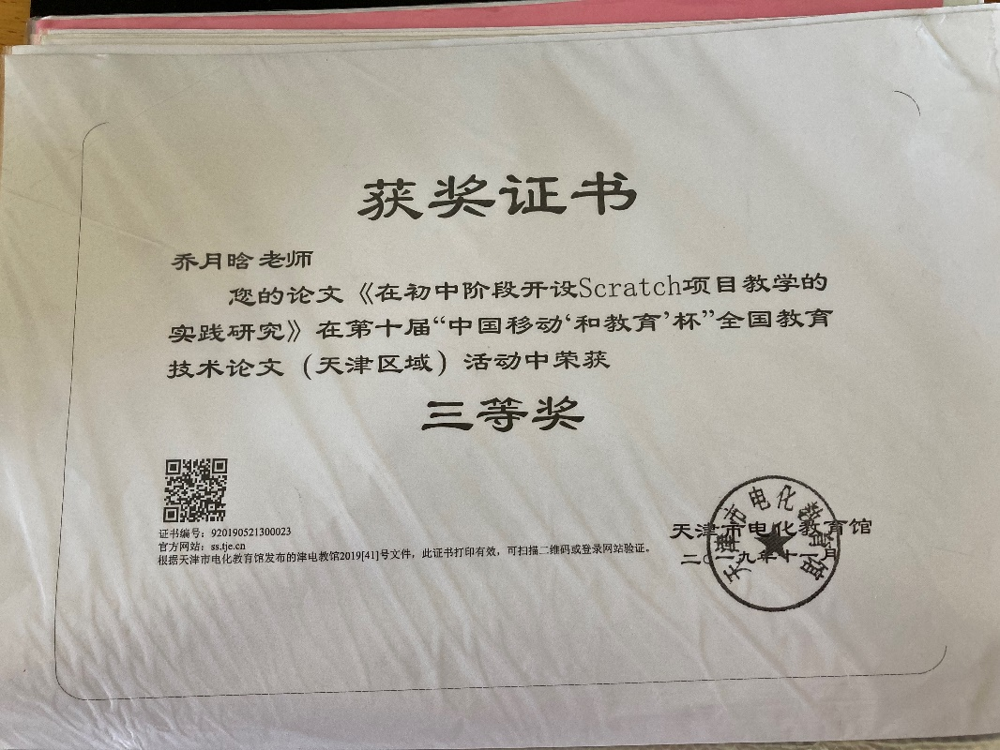 获奖证书
乔月晗 老师
您的论文《在初中阶段开设Scratch项目教学的
实践研究》在第十届“中国移动‘和教育’杯”全国教育
技术论文（天津区域）活动中荣获
三等奖
证书编号：920190521300023
官方网站：ss.tje.cn
根据天津市电化教育馆发布的津电教馆2019[41]号文件，此证书打印有效，可扫描二维码或登录网站验证。
天津市电化教育馆
二〇一九年十一月
天津市电化教育馆